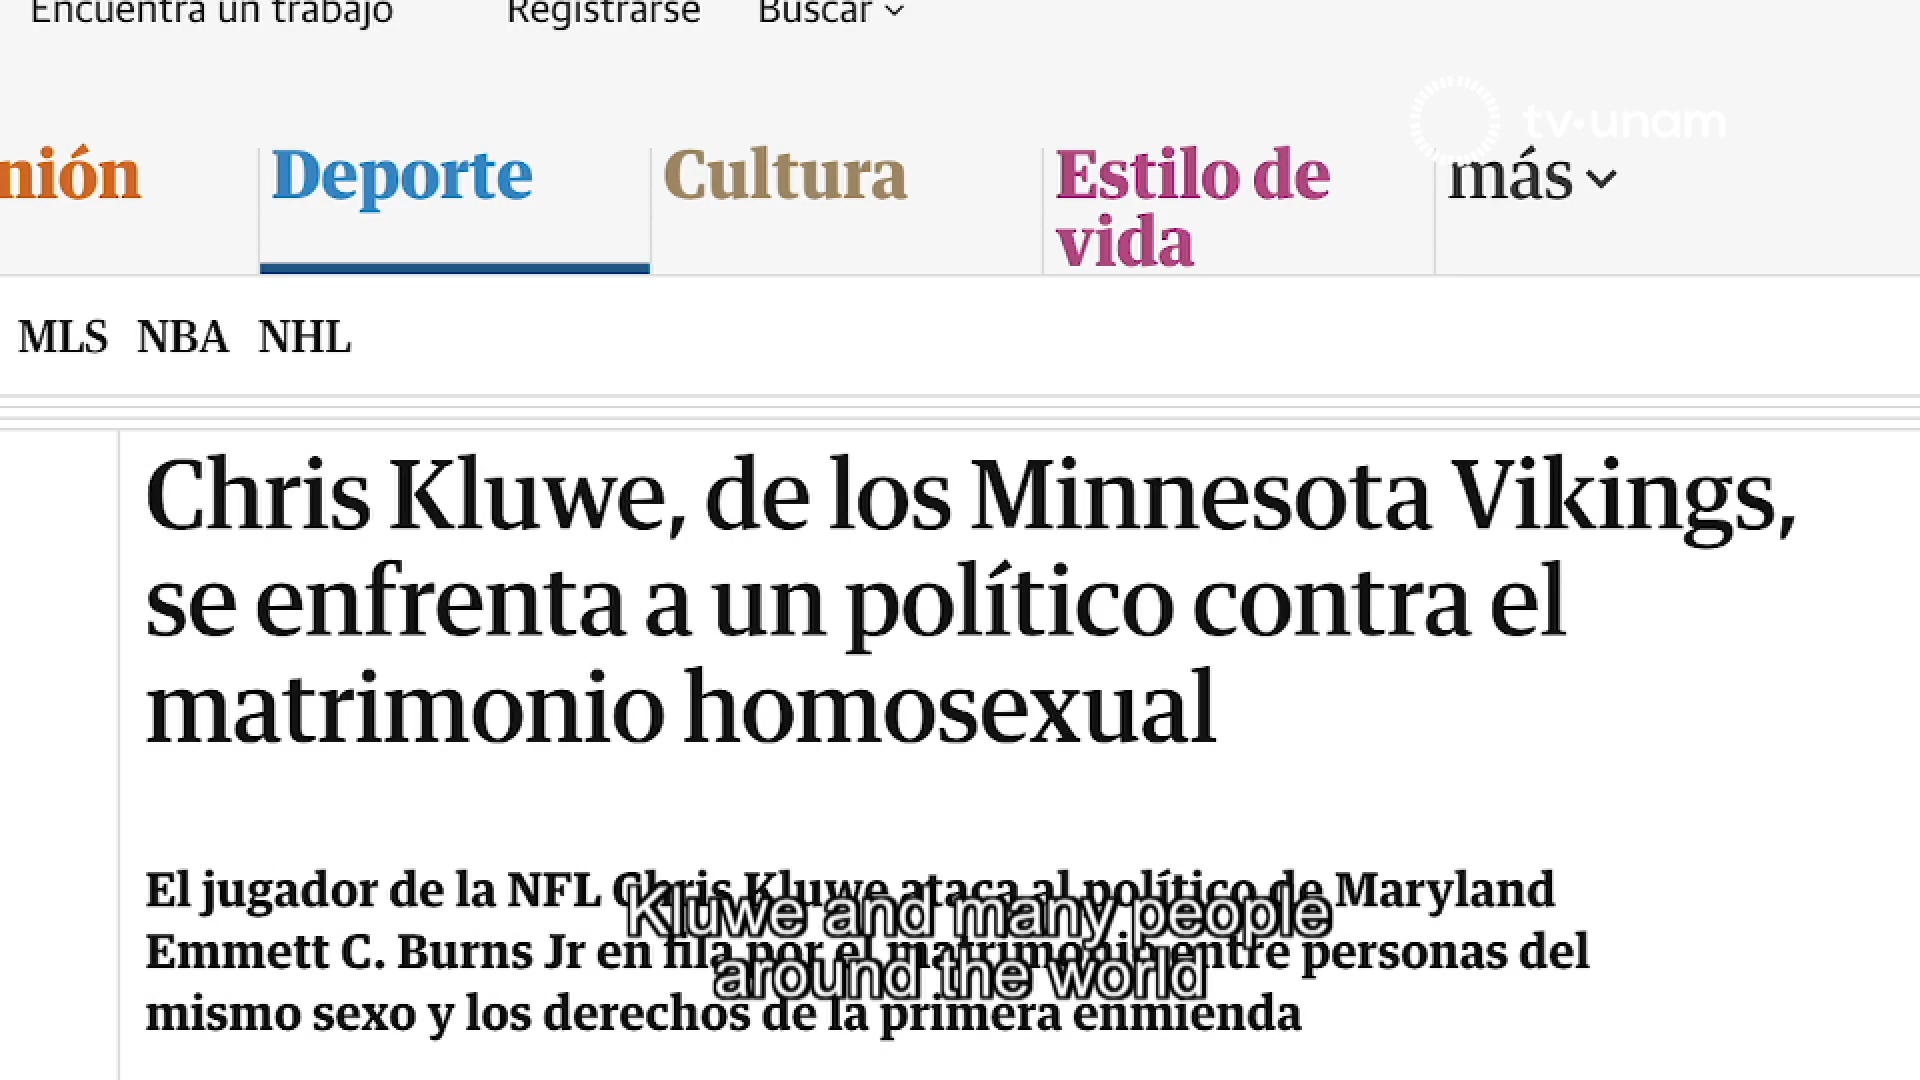 Encuentra un trabajo Registrarse Buscar
tv·unam
nión Deporte Cultura Estilo de vida más
MLS NBA NHL
Chris Kluwe, de los Minnesota Vikings,
se enfrenta a un político contra el
matrimonio homosexual
El jugador de la NFL Chris Kluwe ataca al político de Maryland
Emmett C. Burns Jr en fila por el matrimonio entre personas del
mismo sexo y los derechos de la primera enmienda
Kluwe and many people
around the world